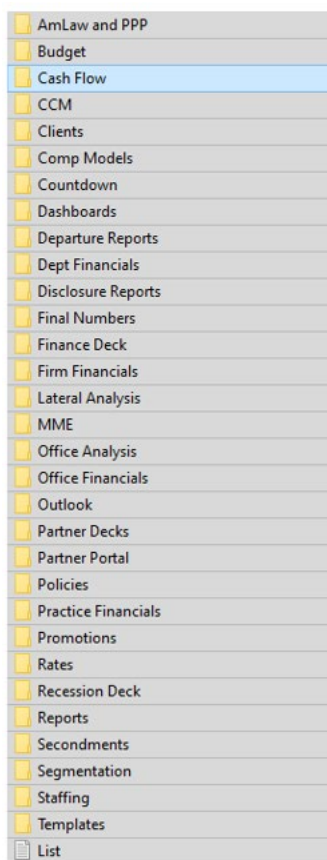 AmLaw and PPP
Budget
Cash Flow
CCM
Clients
Comp Models
Countdown
Dashboards
Departure Reports
Dept Financials
Disclosure Reports
Final Numbers
Finance Deck
Firm Financials
Lateral Analysis
MME
Office Analysis
Office Financials
Outlook
Partner Decks
Partner Portal
Policies
Practice Financials
Promotions
Rates
Recession Deck
Reports
Secondments
Segmentation
Staffing
Templates
List